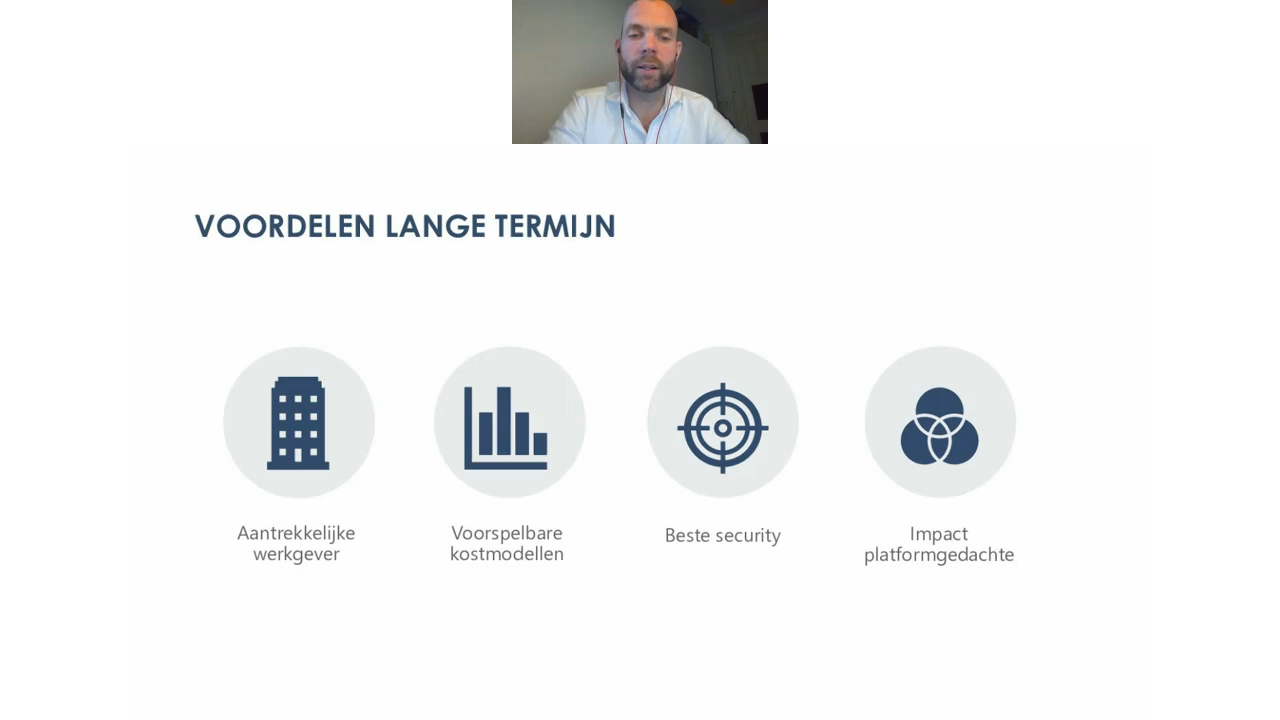 VOORDELEN LANGE TERMIJN
Aantrekkelijke
werkgever
Voorspelbare
kostmodellen
Beste security
Impact
platformgedachte